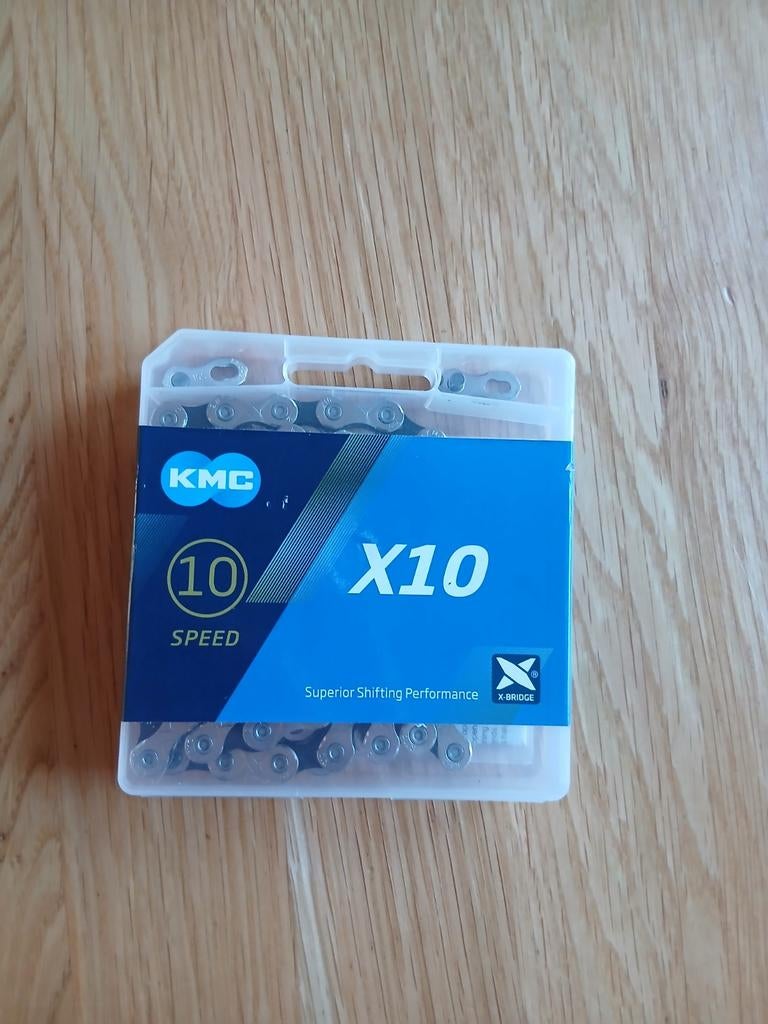 KMC
10
SPEED
X10
Superior Shifting Performance
X-BRIDGE
®